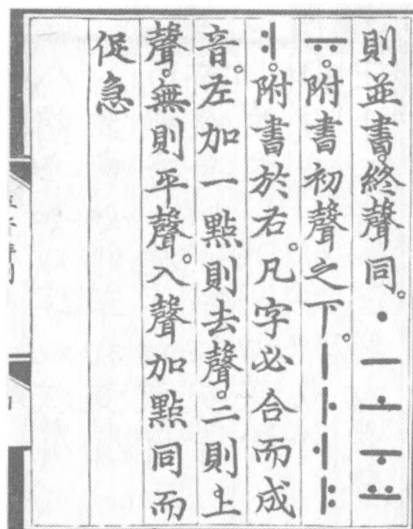 則並書。終聲同。ㆍㅡㅗㅜㅛ
ㅠ。附書初聲之下。ㅣㅏㅓㅑ
ㅕ。附書於右。凡字必合而成
音。左加一點則去聲。二則上
聲。無則平聲。入聲加點同而
促急